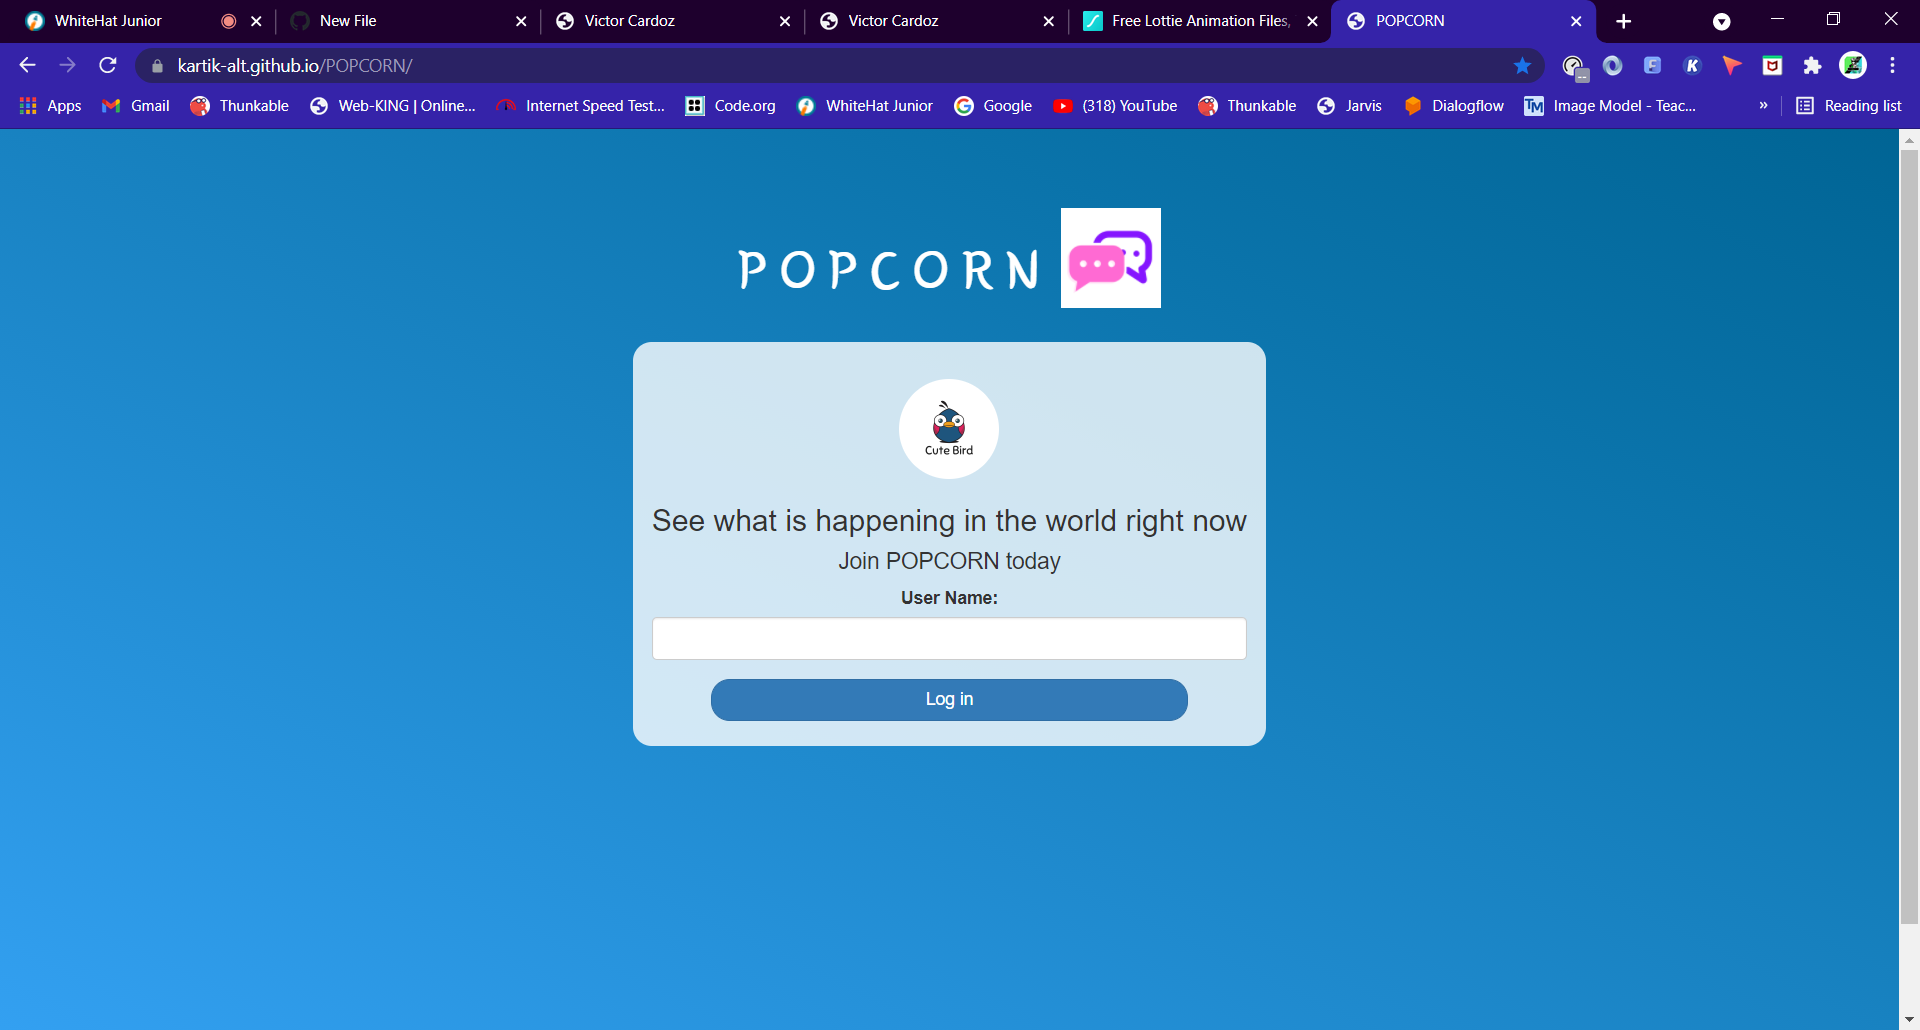 WhiteHat Junior
New File
Victor Cardoz
Victor Cardoz
Free Lottie Animation Files,
POPCORN
kartik-alt.github.io/POPCORN/
Apps
Gmail
Thunkable
Web-KING | Online...
Internet Speed Test...
Code.org
WhiteHat Junior
Google
(318) YouTube
Thunkable
Jarvis
Dialogflow
TM
Image Model - Teac...
»
Reading list
POPCORN
Cute Bird
See what is happening in the world right now
Join POPCORN today
User Name:
Log in